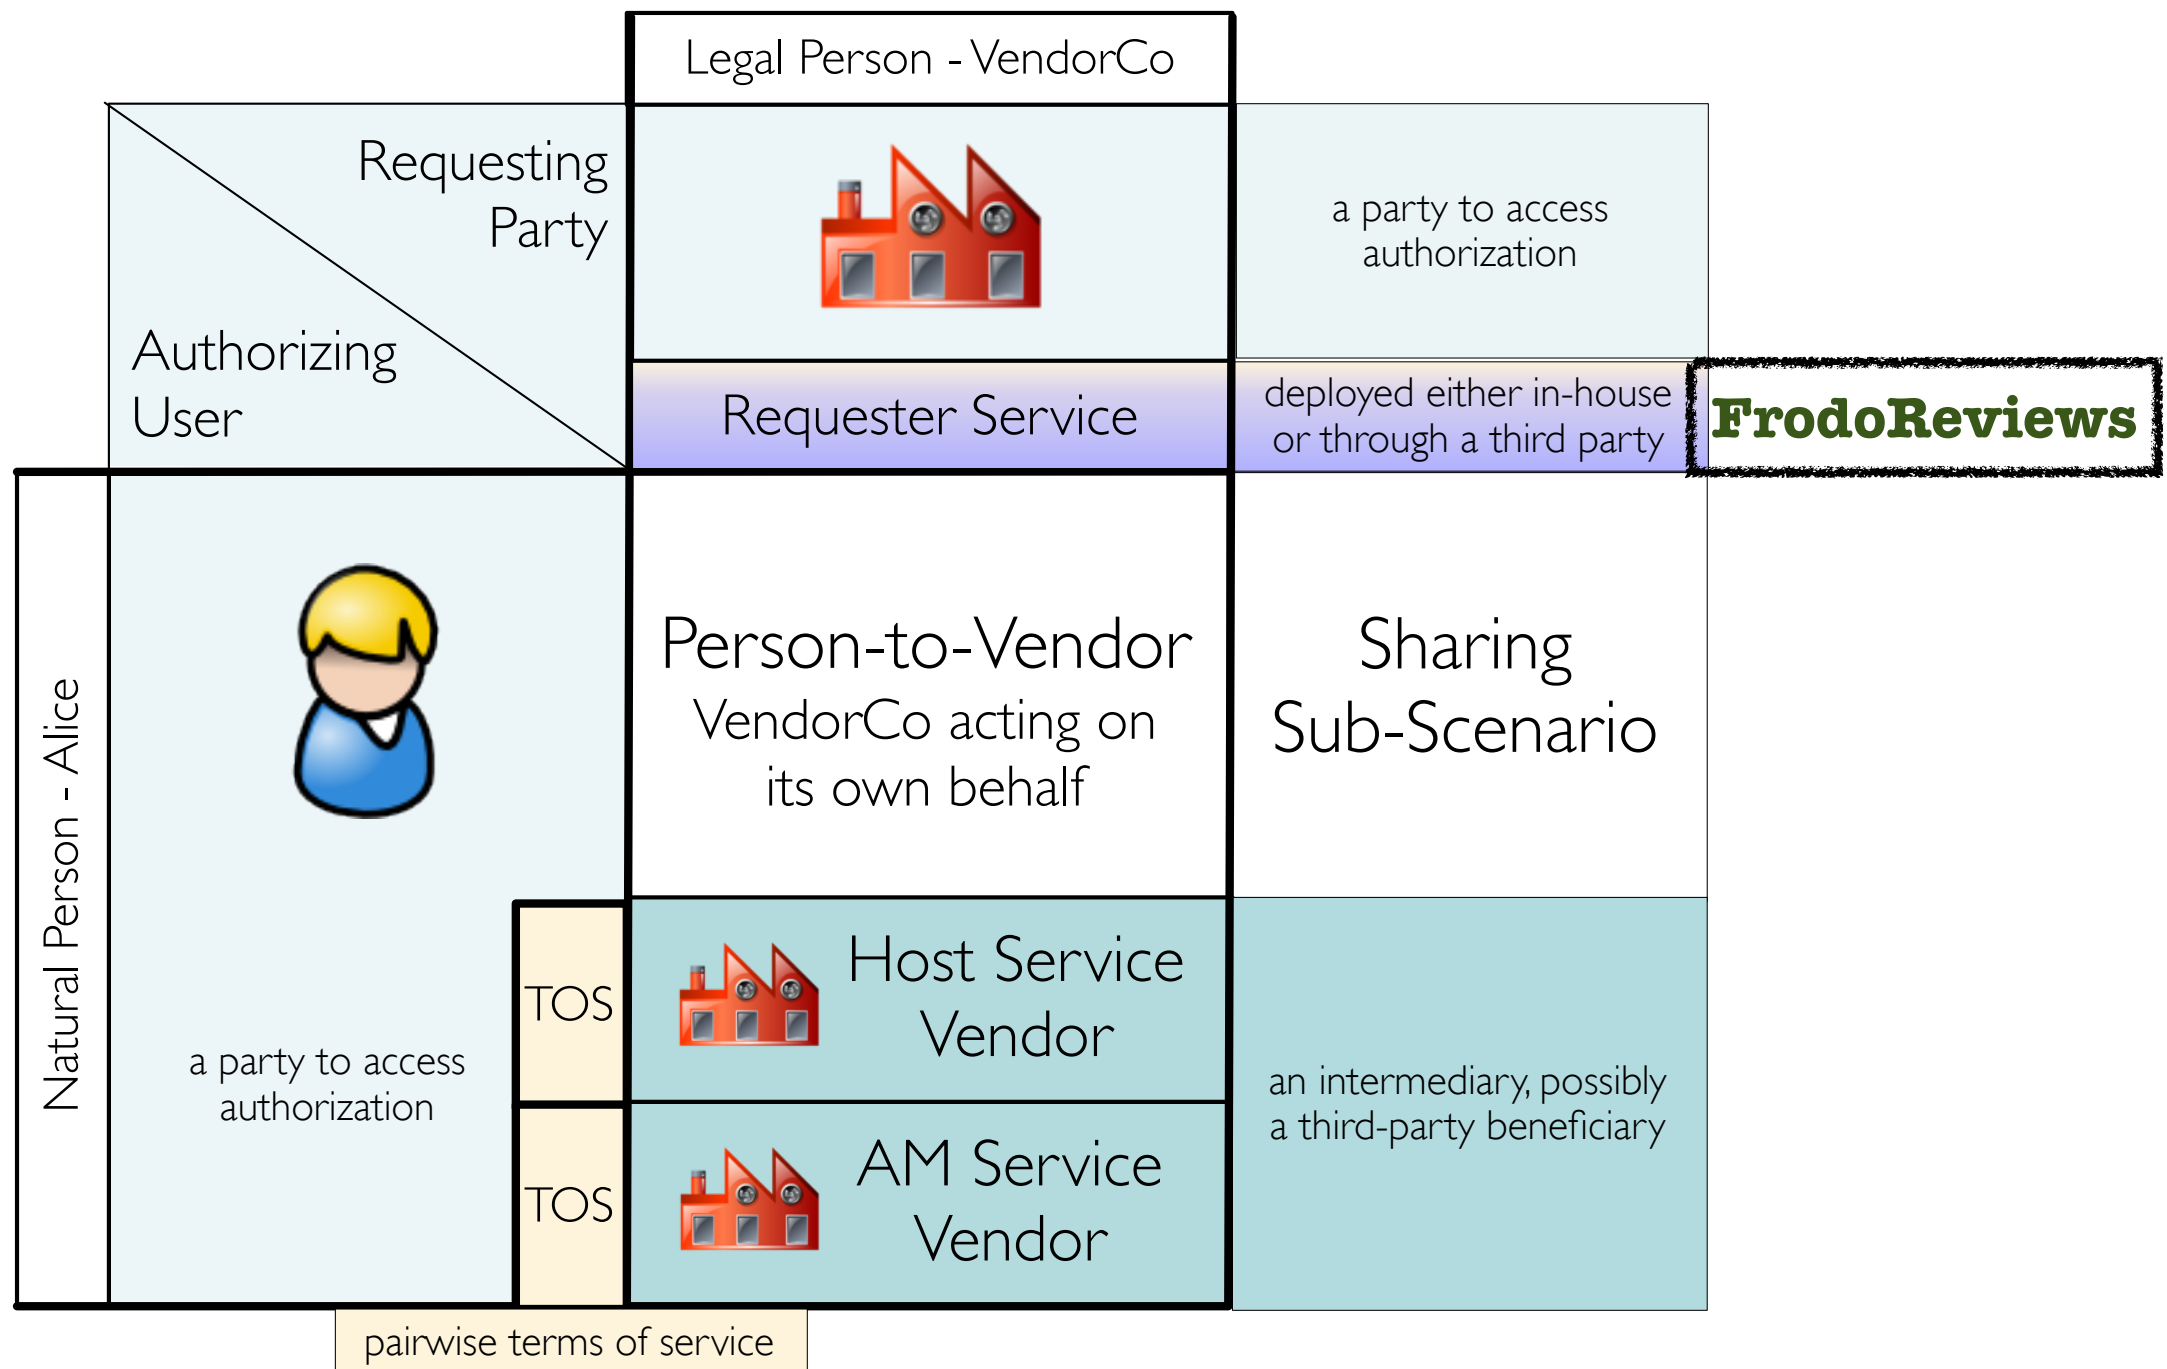 Legal Person - VendorCo
Requesting
Party
Authorizing
User
a party to access
authorization
Requester Service
deployed either in-house
or through a third party
FrodoReviews
Natural Person - Alice
Person-to-Vendor
VendorCo acting on
its own behalf
Sharing
Sub-Scenario
a party to access
authorization
TOS
Host Service
Vendor
TOS
AM Service
Vendor
an intermediary, possibly
a third-party beneficiary
pairwise terms of service